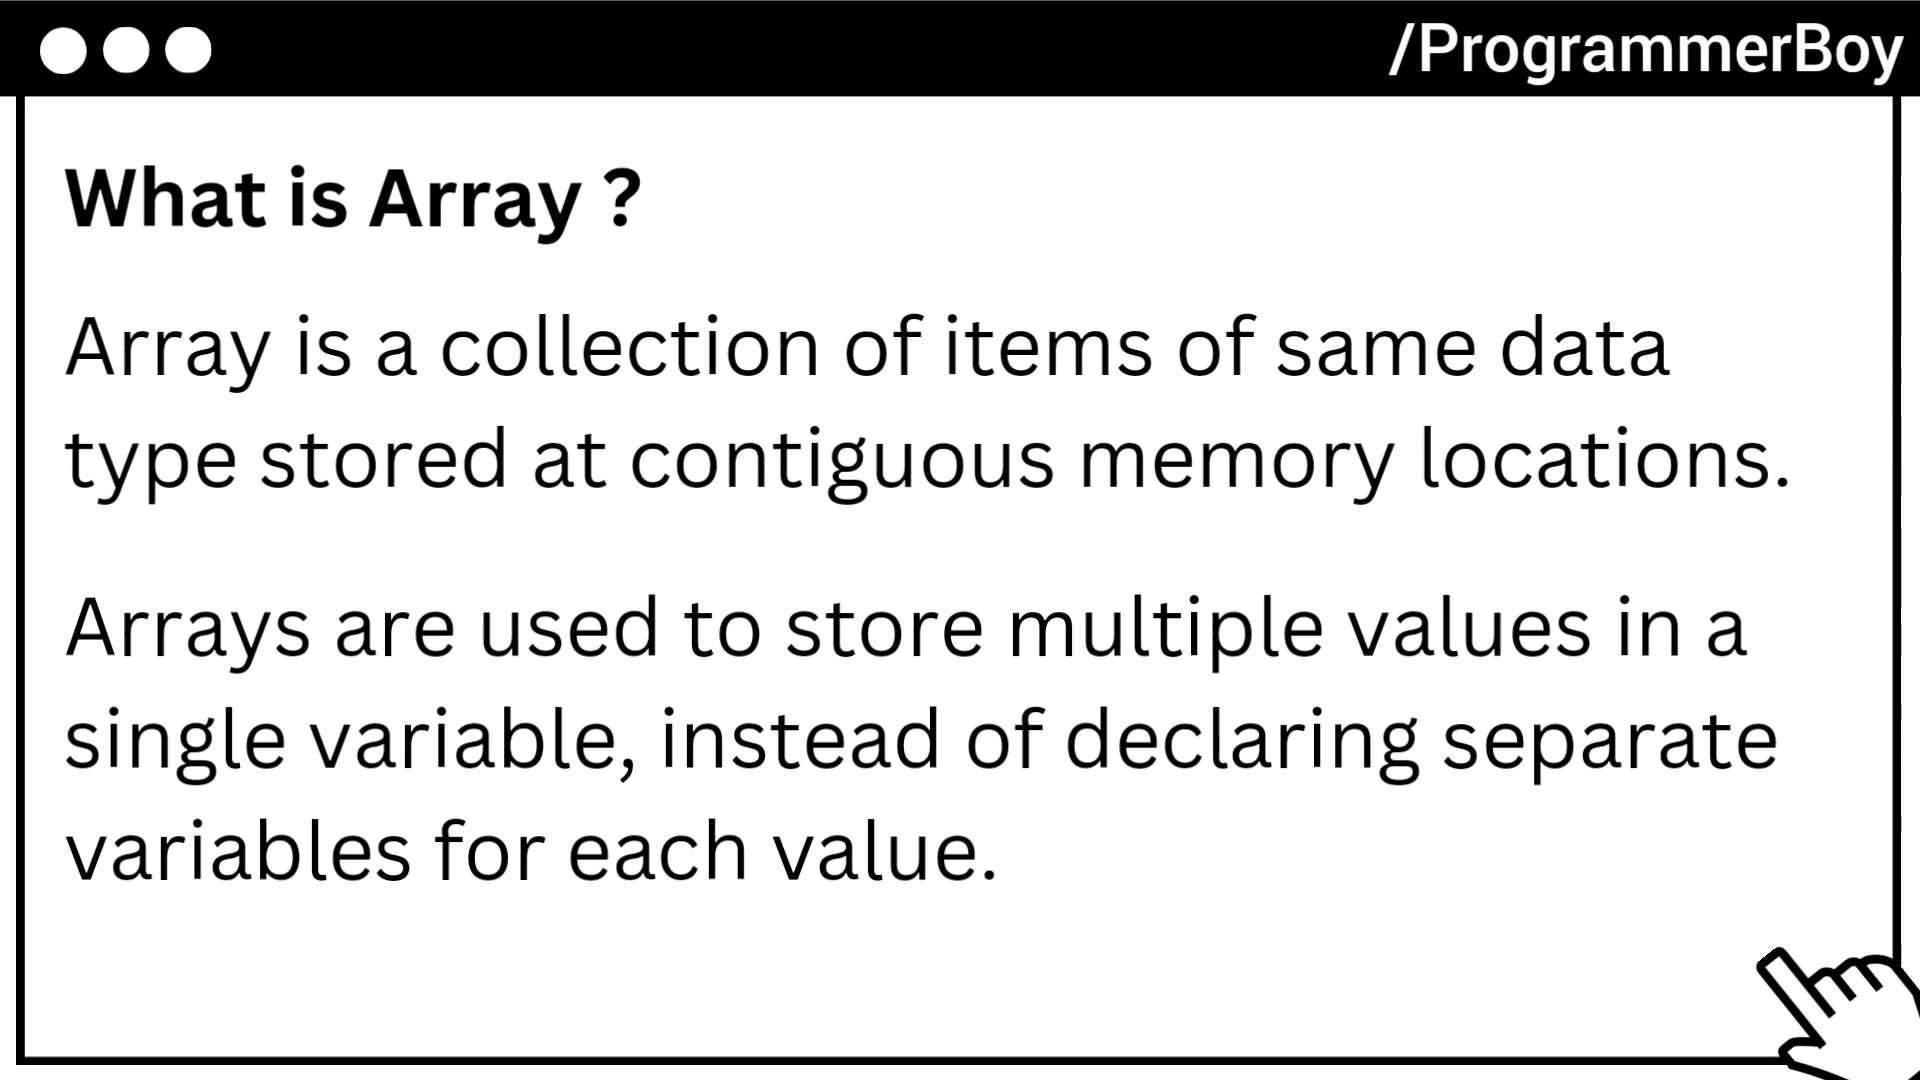 /ProgrammerBoy
What is Array ?
Array is a collection of items of same data
type stored at contiguous memory locations.
Arrays are used to store multiple values in a
single variable, instead of declaring separate
variables for each value.